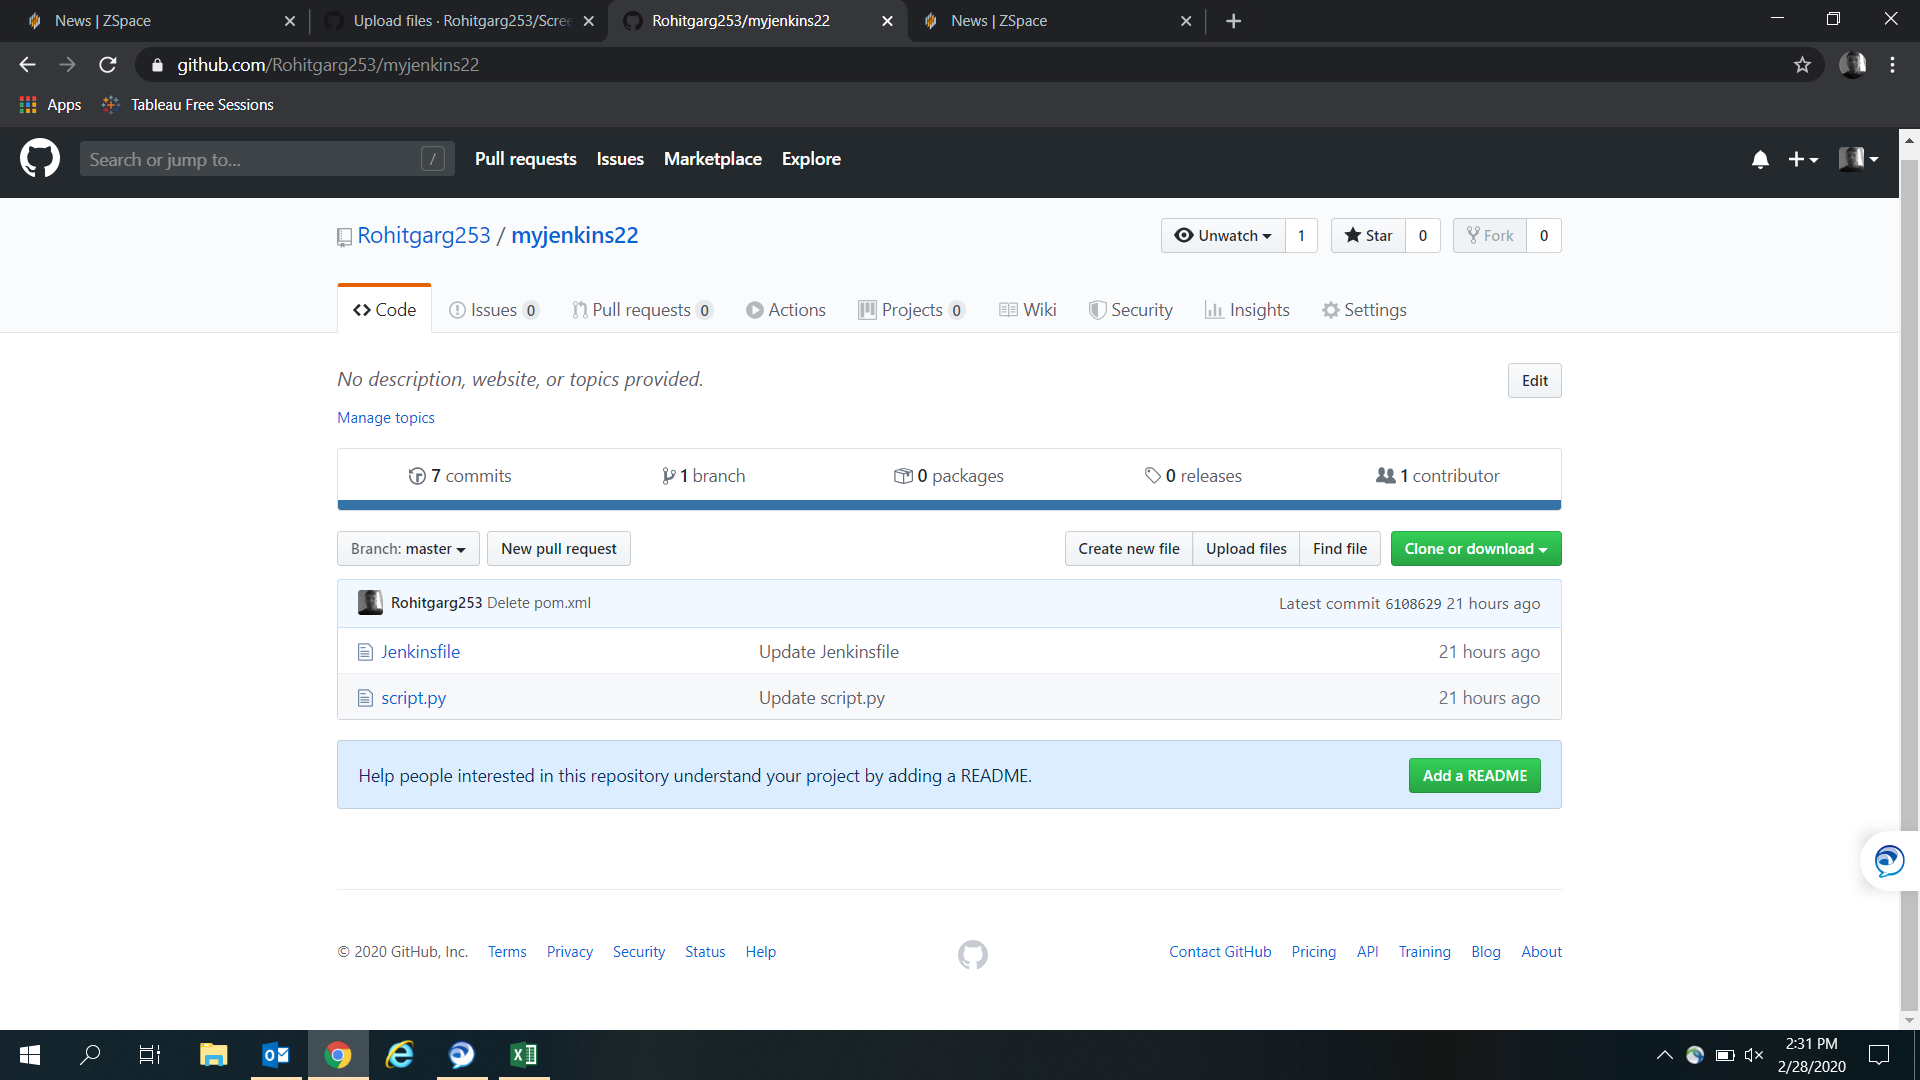 News | ZSpace
Upload files · Rohitgarg253/Scree
Rohitgarg253/myjenkins22
News | ZSpace
github.com/Rohitgarg253/myjenkins22
Apps
Tableau Free Sessions
Search or jump to...
/
Pull requests
Issues
Marketplace
Explore
Rohitgarg253 / myjenkins22
Unwatch 1
Star 0
Fork 0
Code
Issues 0
Pull requests 0
Actions
Projects 0
Wiki
Security
Insights
Settings
No description, website, or topics provided.
Edit
Manage topics
7 commits
1 branch
0 packages
0 releases
1 contributor
Branch: master
New pull request
Create new file
Upload files
Find file
Clone or download
Rohitgarg253 Delete pom.xml
Latest commit 6108629 21 hours ago
Jenkinsfile
Update Jenkinsfile
21 hours ago
script.py
Update script.py
21 hours ago
Help people interested in this repository understand your project by adding a README.
Add a README
© 2020 GitHub, Inc.
Terms
Privacy
Security
Status
Help
Contact GitHub
Pricing
API
Training
Blog
About
2:31 PM
2/28/2020